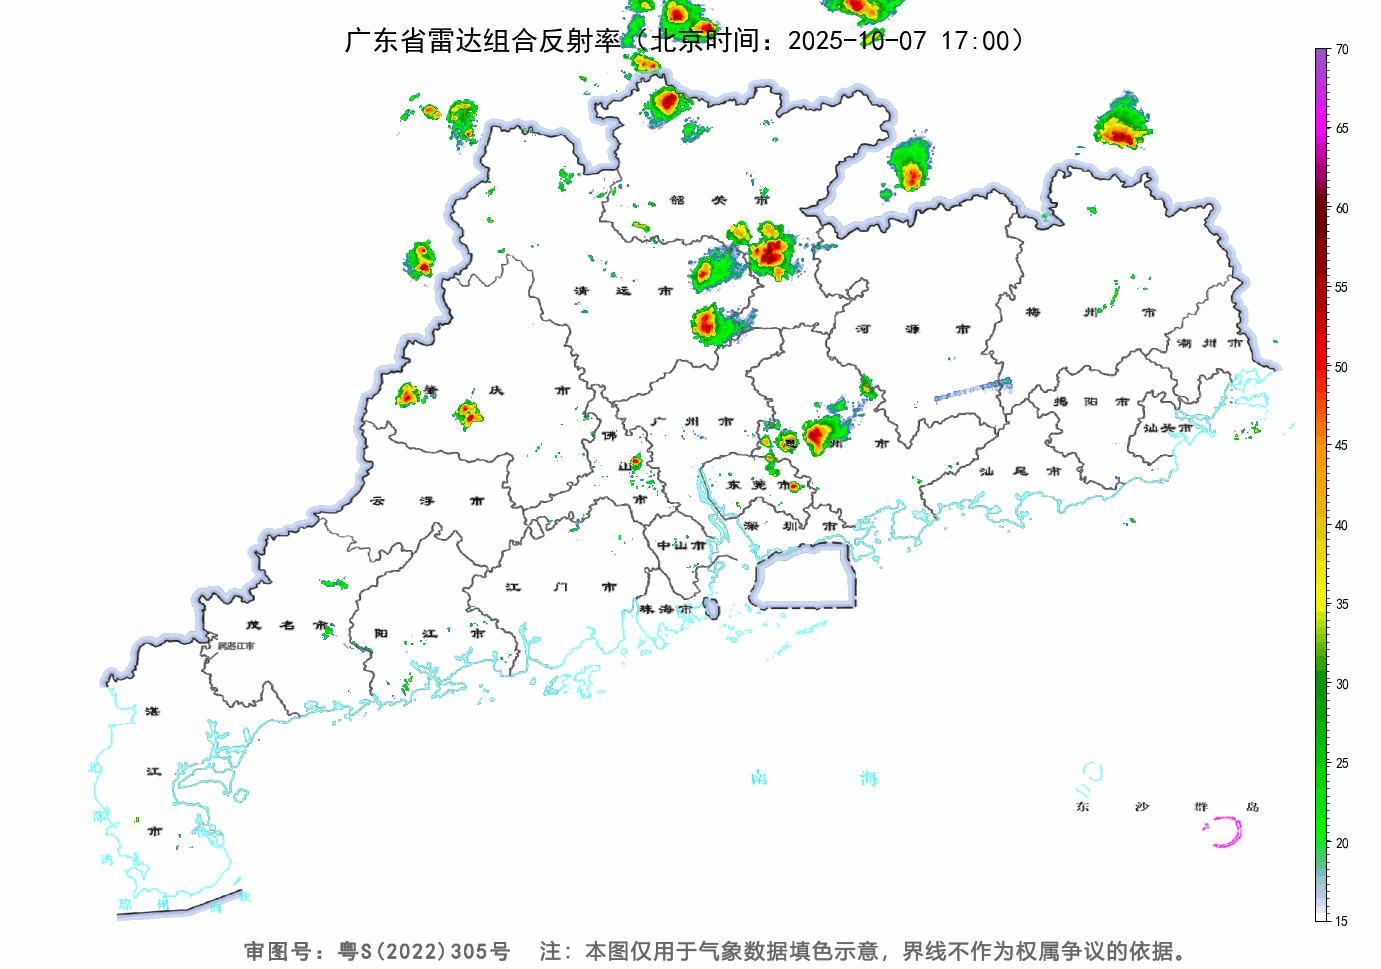 广东省雷达组合反射率（北京时间：2025-10-07 17:00）
70
65
60
55
50
45
40
35
30
25
20
15
韶关市
清远市
河源市
梅州市
潮州市
肇庆市
广州市
佛山市
惠州市
揭阳市
汕头市
汕尾市
东莞市
云浮市
深圳市
中山市
江门市
珠海市
茂名市
阳江市
属湛江市
湛江市
北部湾
南海
东沙群岛
琼州海峡
审图号：粤S(2022)305号 注：本图仅用于气象数据填色示意，界线不作为权属争议的依据。